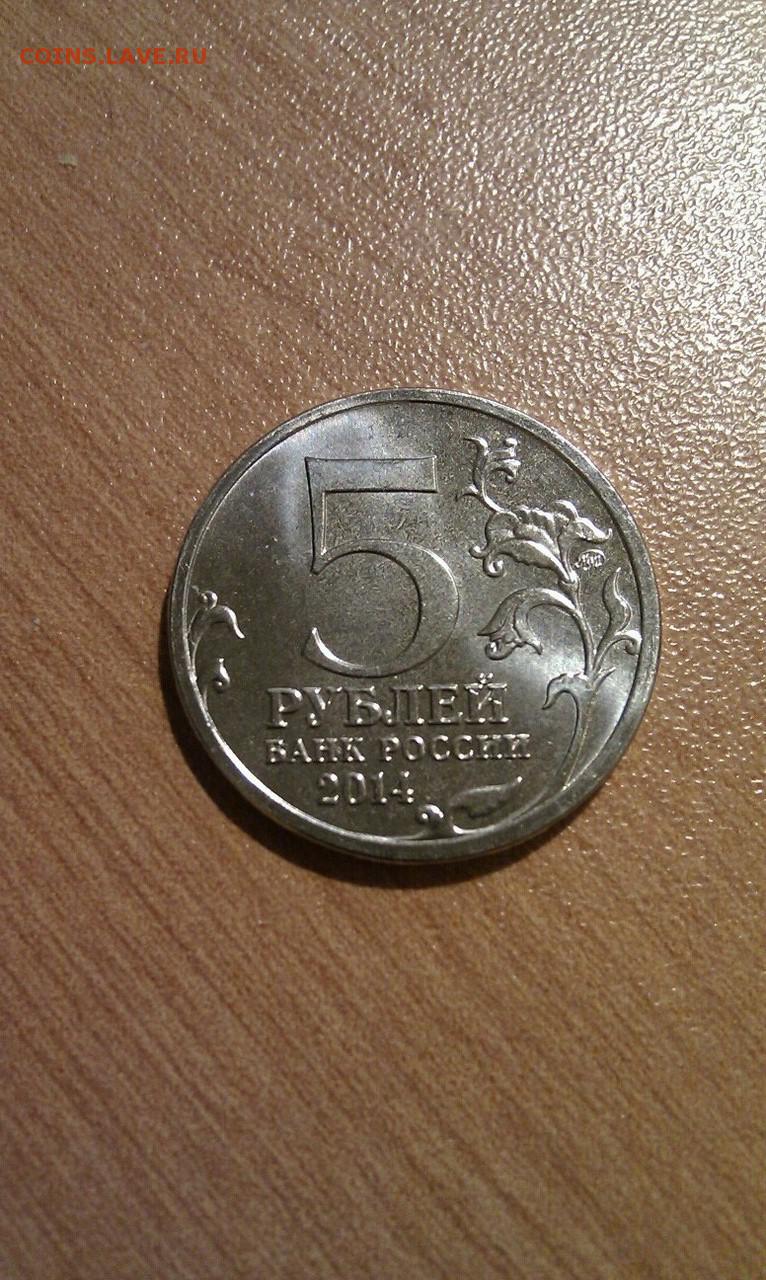 COINS.LAVE.RU
5
РУБЛЕЙ
БАНК РОССИИ
2014